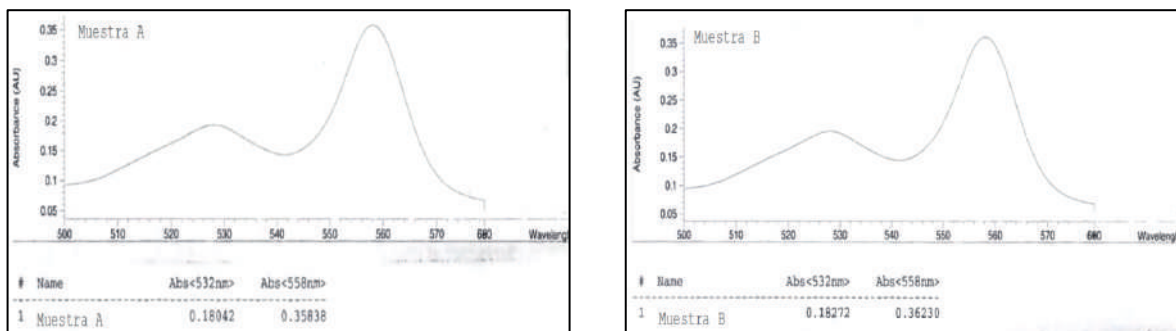 Muestra A
0.35
0.3
0.25
0.2
0.15
0.1
0.05
Absorbance (AU)
500 510 520 530 540 550 560 570 Wavelengt
# Name Abs<532nm> Abs<558nm>
1 Muestra A 0.18042 0.35838
Muestra B
0.35
0.3
0.25
0.2
0.15
0.1
0.05
Absorbance (AU)
500 510 520 530 540 550 560 570 Wavelengt
# Name Abs<532nm> Abs<558nm>
1 Muestra B 0.18272 0.36230